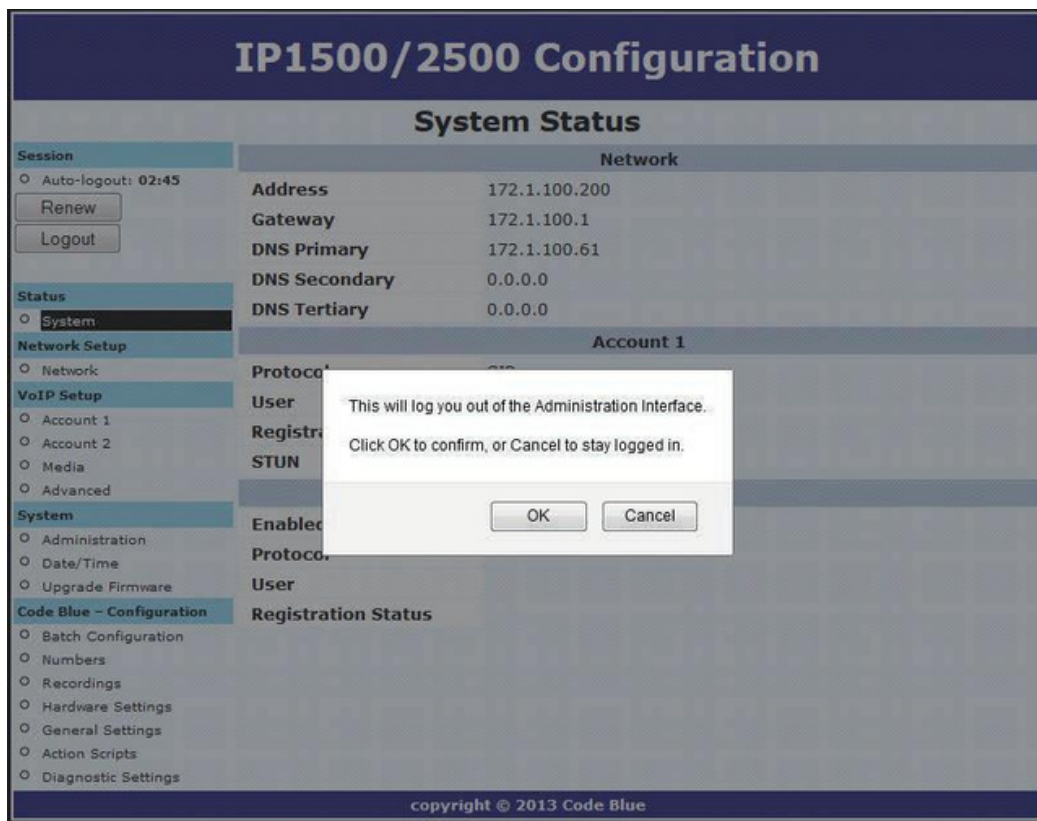 IP1500/2500 Configuration
System Status
Session
Auto-logout: 02:45
Renew
Logout
Status
System
Network Setup
Network
VoIP Setup
Account 1
Account 2
Media
Advanced
System
Administration
Date/Time
Upgrade Firmware
Code Blue – Configuration
Batch Configuration
Numbers
Recordings
Hardware Settings
General Settings
Action Scripts
Diagnostic Settings
Network
Address 172.1.100.200
Gateway 172.1.100.1
DNS Primary 172.1.100.61
DNS Secondary 0.0.0.0
DNS Tertiary 0.0.0.0
Account 1
User
STUN
This will log you out of the Administration Interface.
Click OK to confirm, or Cancel to stay logged in.
OK Cancel
Enabled
Protocol
User
Registration Status
copyright © 2013 Code Blue